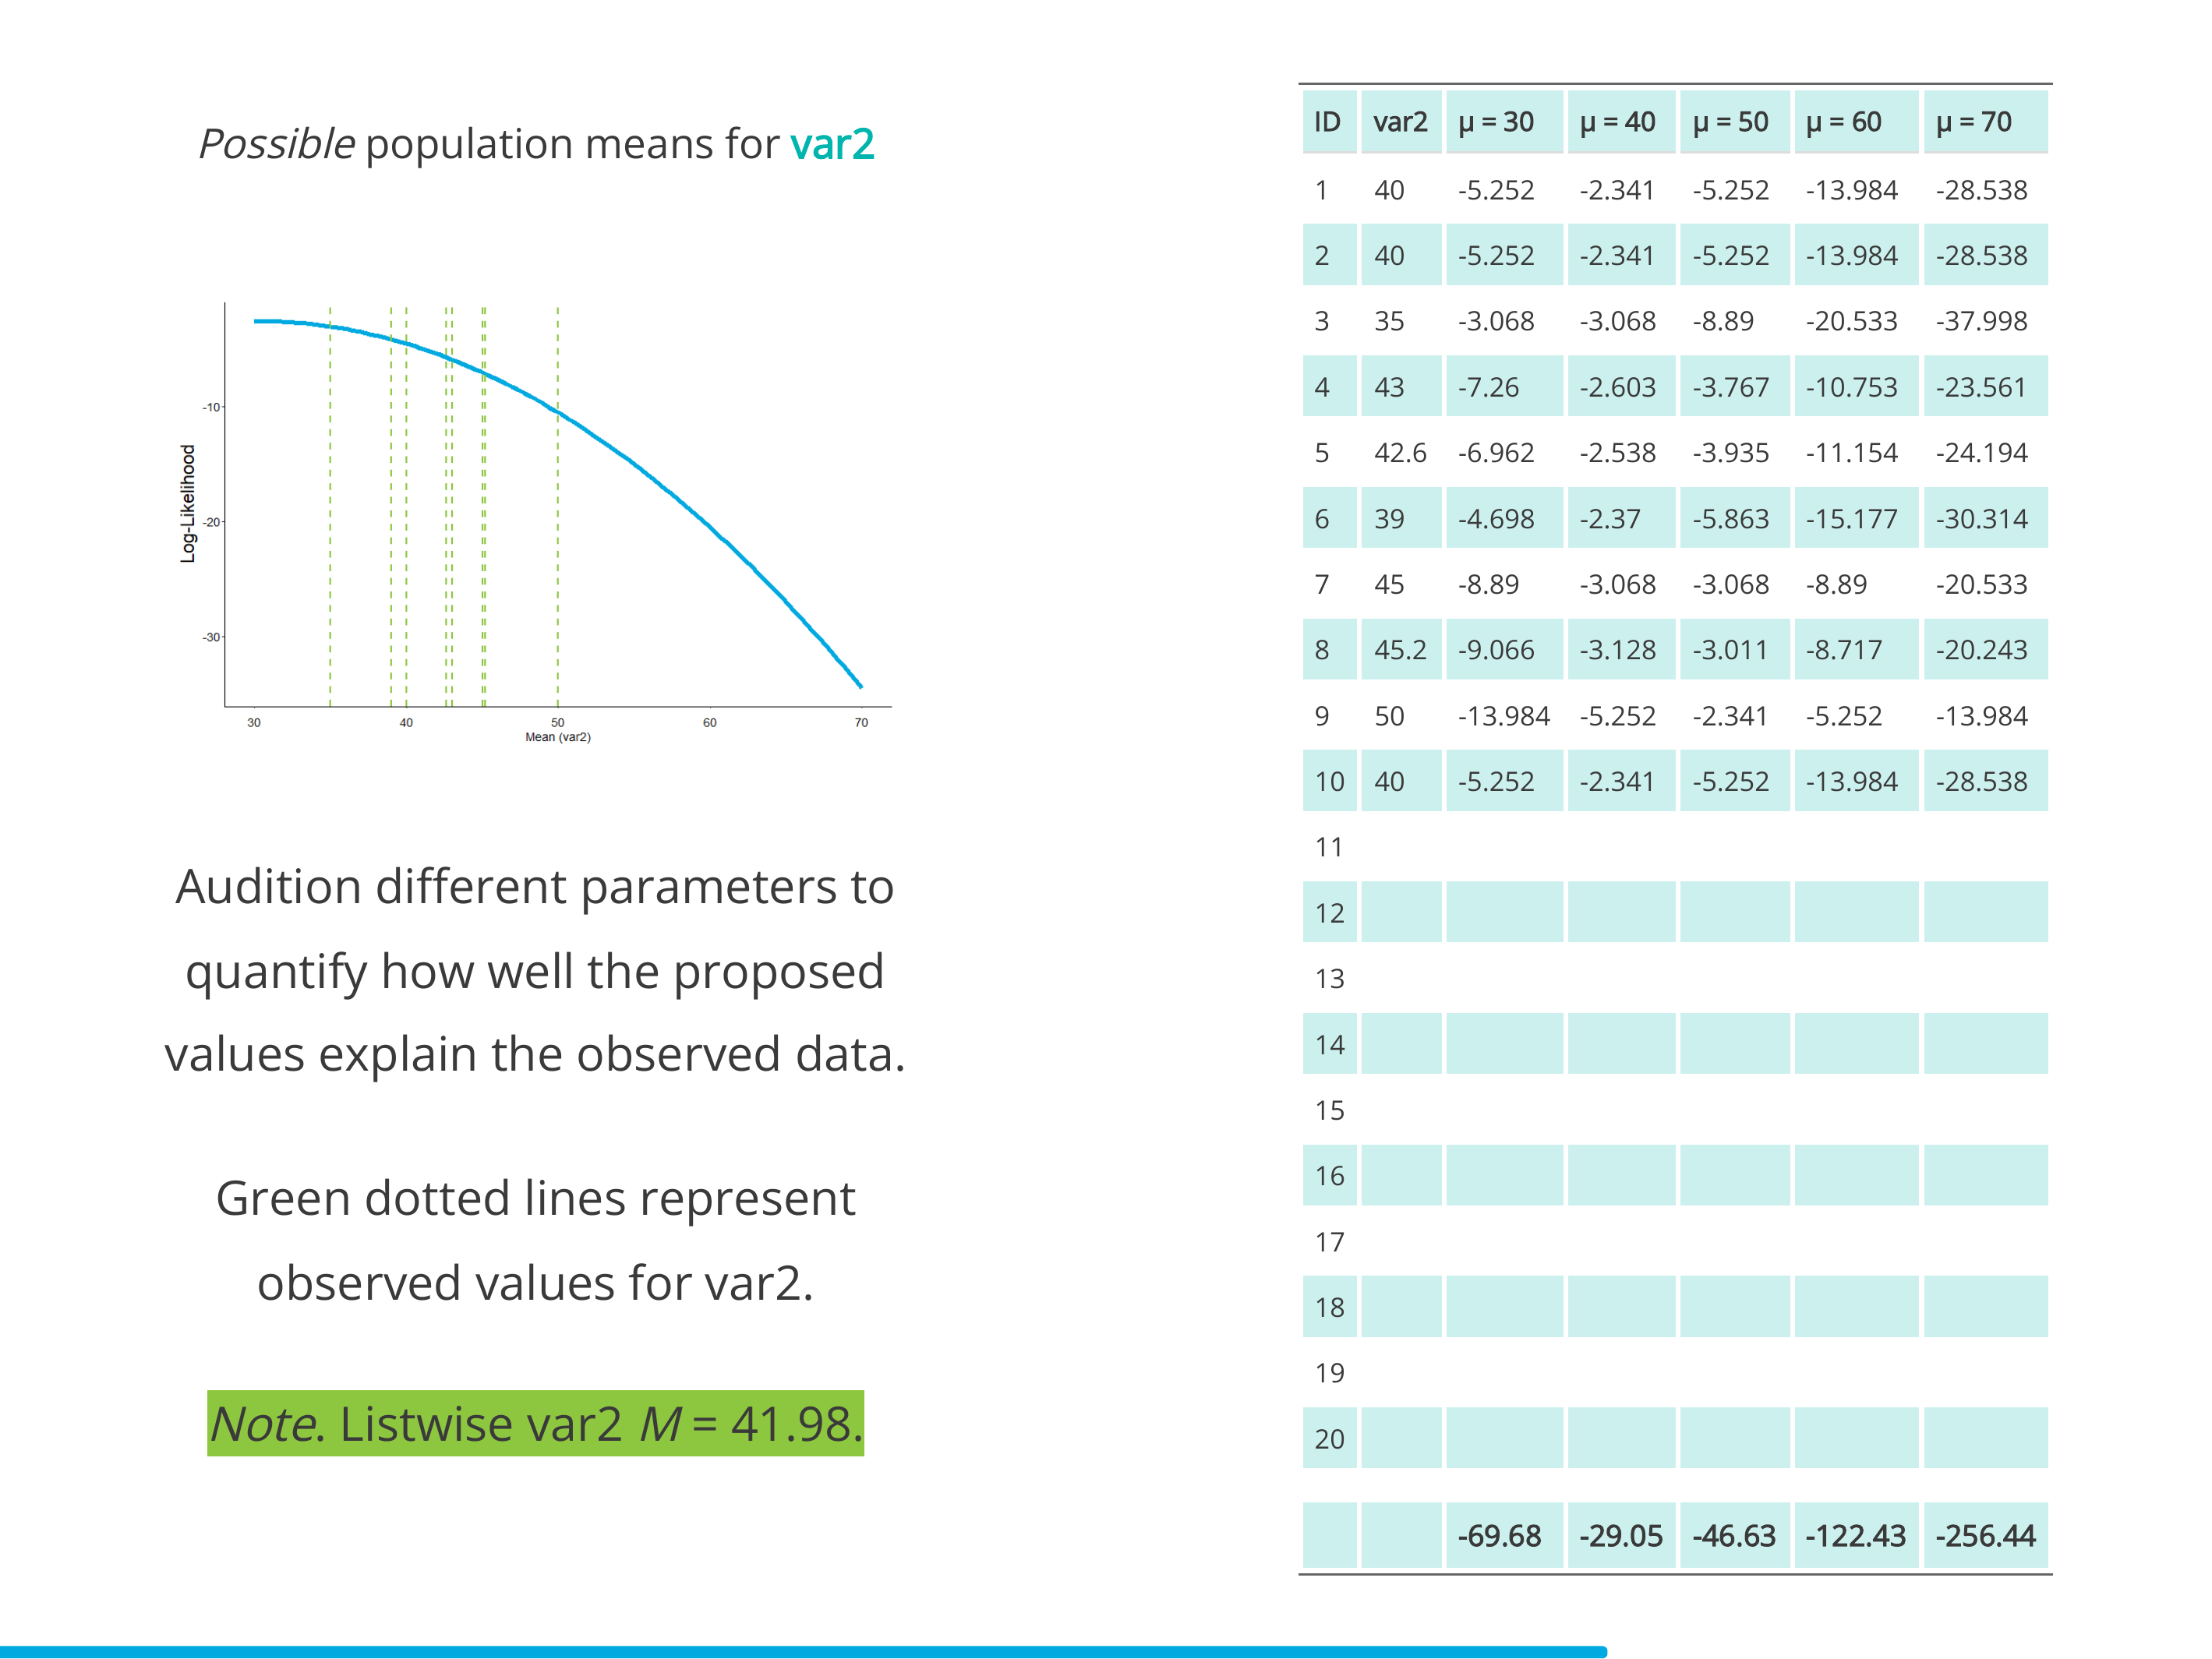 Possible population means for var2
-10
-20
-30
Log-Likelihood
30 40 50 60 70
Mean (var2)
Audition different parameters to
quantify how well the proposed
values explain the observed data.
Green dotted lines represent
observed values for var2.
Note. Listwise var2 M = 41.98.
ID var2 μ = 30 μ = 40 μ = 50 μ = 60 μ = 70
1 40 -5.252 -2.341 -5.252 -13.984 -28.538
2 40 -5.252 -2.341 -5.252 -13.984 -28.538
3 35 -3.068 -3.068 -8.89 -20.533 -37.998
4 43 -7.26 -2.603 -3.767 -10.753 -23.561
5 42.6 -6.962 -2.538 -3.935 -11.154 -24.194
6 39 -4.698 -2.37 -5.863 -15.177 -30.314
7 45 -8.89 -3.068 -3.068 -8.89 -20.533
8 45.2 -9.066 -3.128 -3.011 -8.717 -20.243
9 50 -13.984 -5.252 -2.341 -5.252 -13.984
10 40 -5.252 -2.341 -5.252 -13.984 -28.538
11
12
13
14
15
16
17
18
19
20
-69.68 -29.05 -46.63 -122.43 -256.44